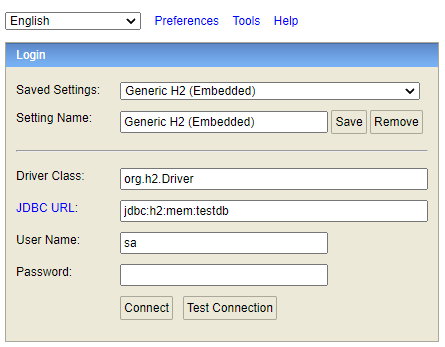 English Preferences Tools Help
Login
Saved Settings: Generic H2 (Embedded)
Setting Name: Generic H2 (Embedded) Save Remove
Driver Class: org.h2.Driver
JDBC URL: jdbc:h2:mem:testdb
User Name: sa
Password:
Connect Test Connection